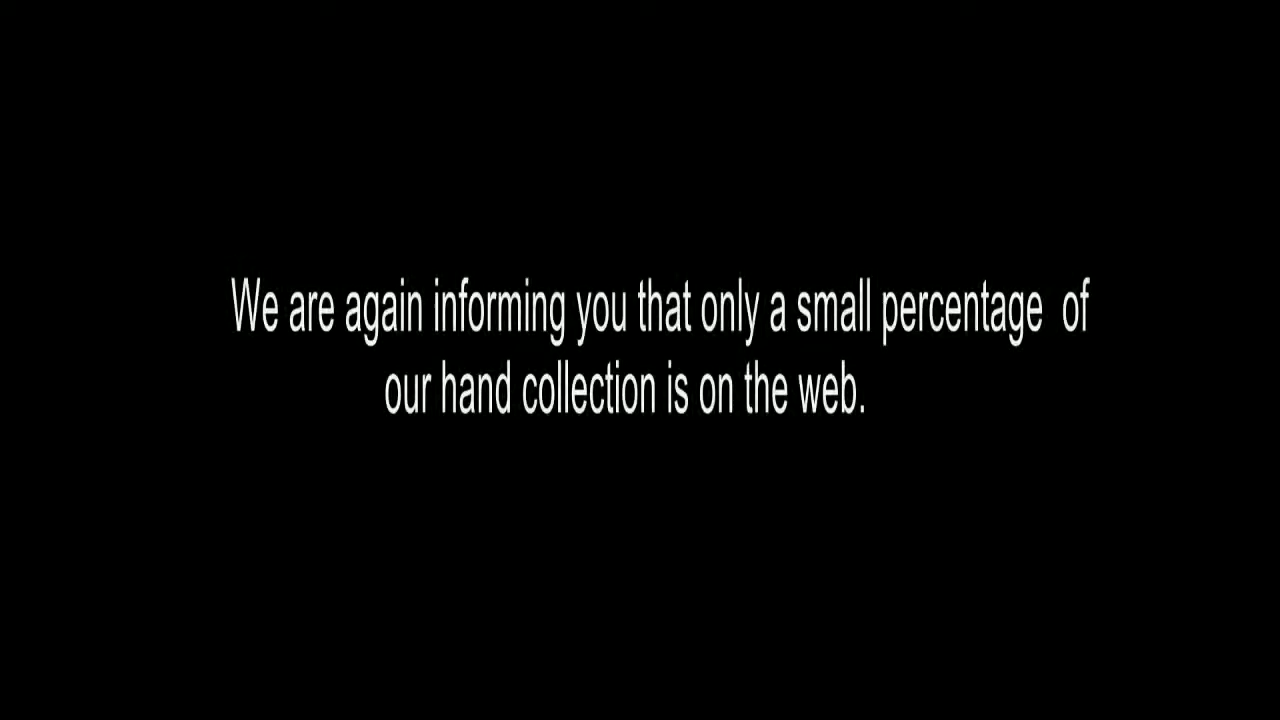 We are again informing you that only a small percentage  of
our hand collection is on the web.